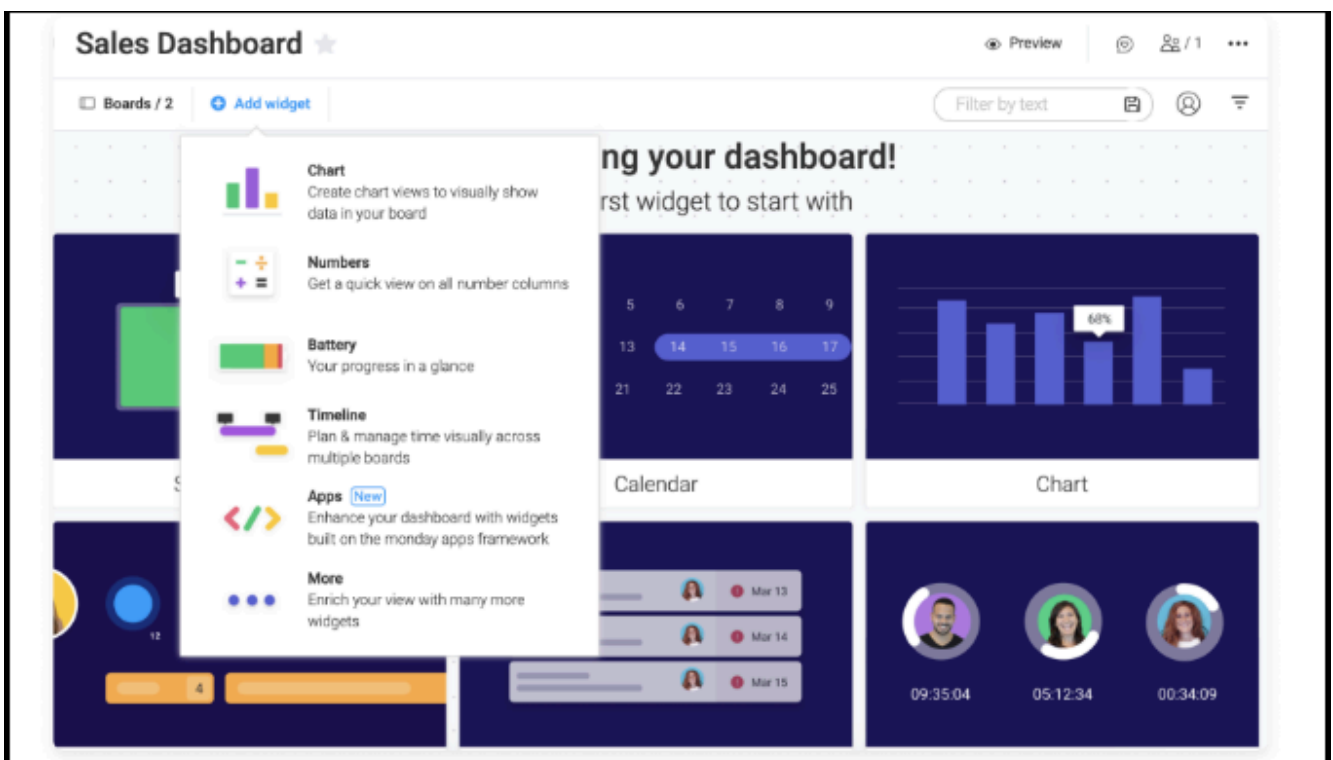 Sales Dashboard
Preview
/ 1
Boards / 2
Add widget
Filter by text
ng your dashboard!
rst widget to start with
Chart
Create chart views to visually show
data in your board
Numbers
Get a quick view on all number columns
Battery
Your progress in a glance
Timeline
Plan & manage time visually across
multiple boards
Apps New
Enhance your dashboard with widgets
built on the monday apps framework
More
Enrich your view with many more
widgets
5 6 7 8 9
13 14 15 16 17
21 22 23 24 25
68%
Calendar
Chart
12
4
Mar 13
Mar 14
Mar 15
09:35:04 05:12:34 00:34:09